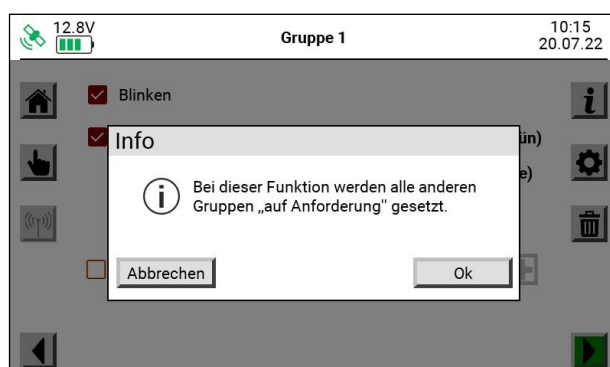 12.8V
Gruppe 1
10:15
20.07.22
Blinken
Info
ün)
e)
Bei dieser Funktion werden alle anderen
Gruppen „auf Anforderung" gesetzt.
Abbrechen
Ok